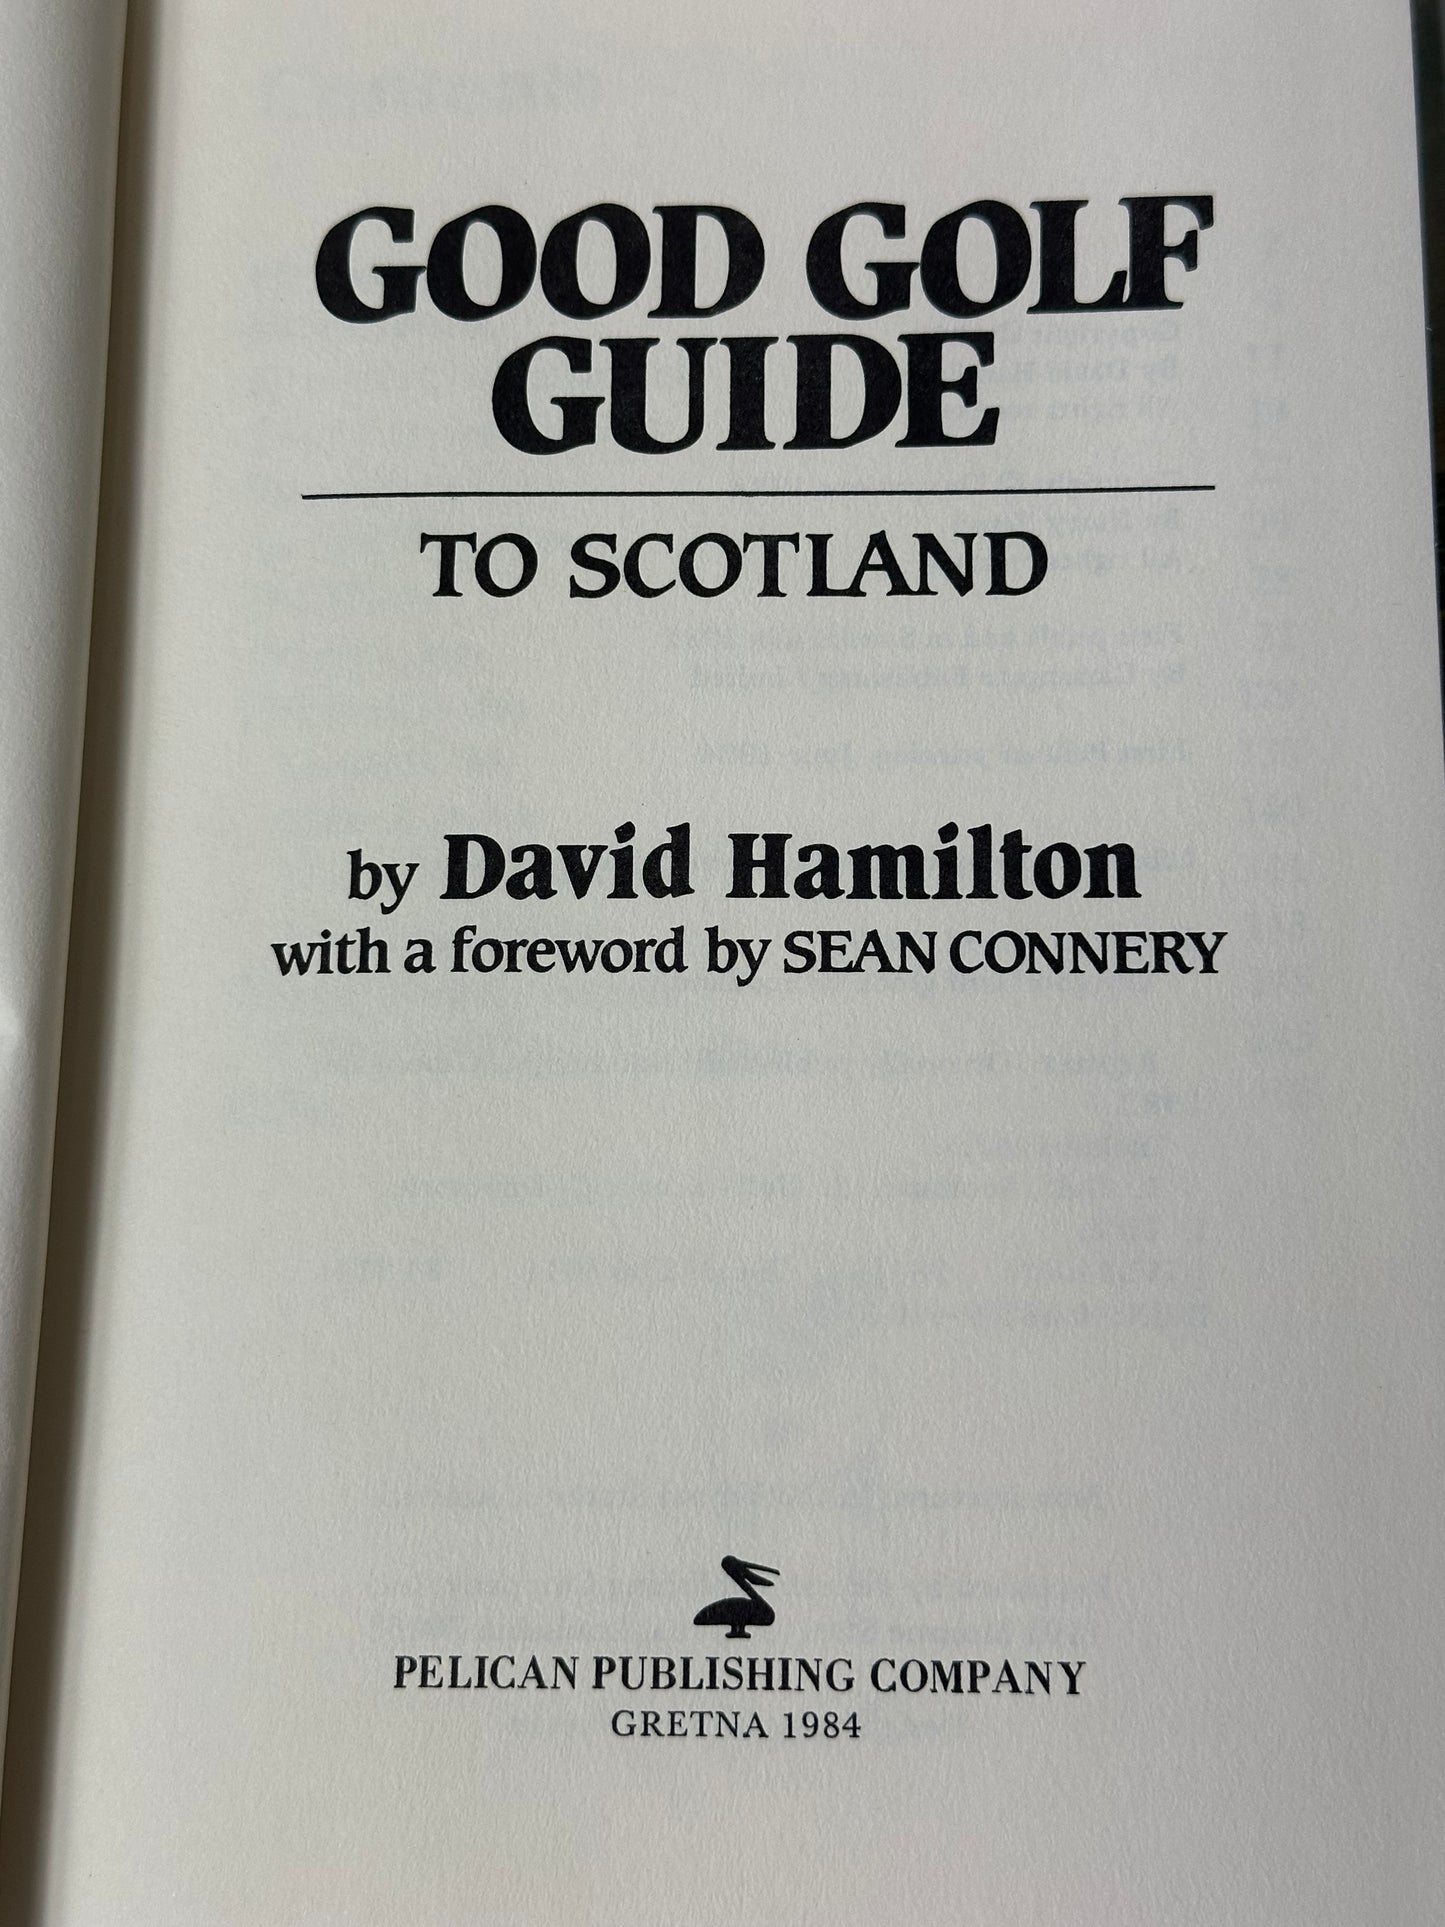 GOOD GOLF
GUIDE
TO SCOTLAND
by David Hamilton
with a foreword by SEAN CONNERY
PELICAN PUBLISHING COMPANY
GRETNA 1984